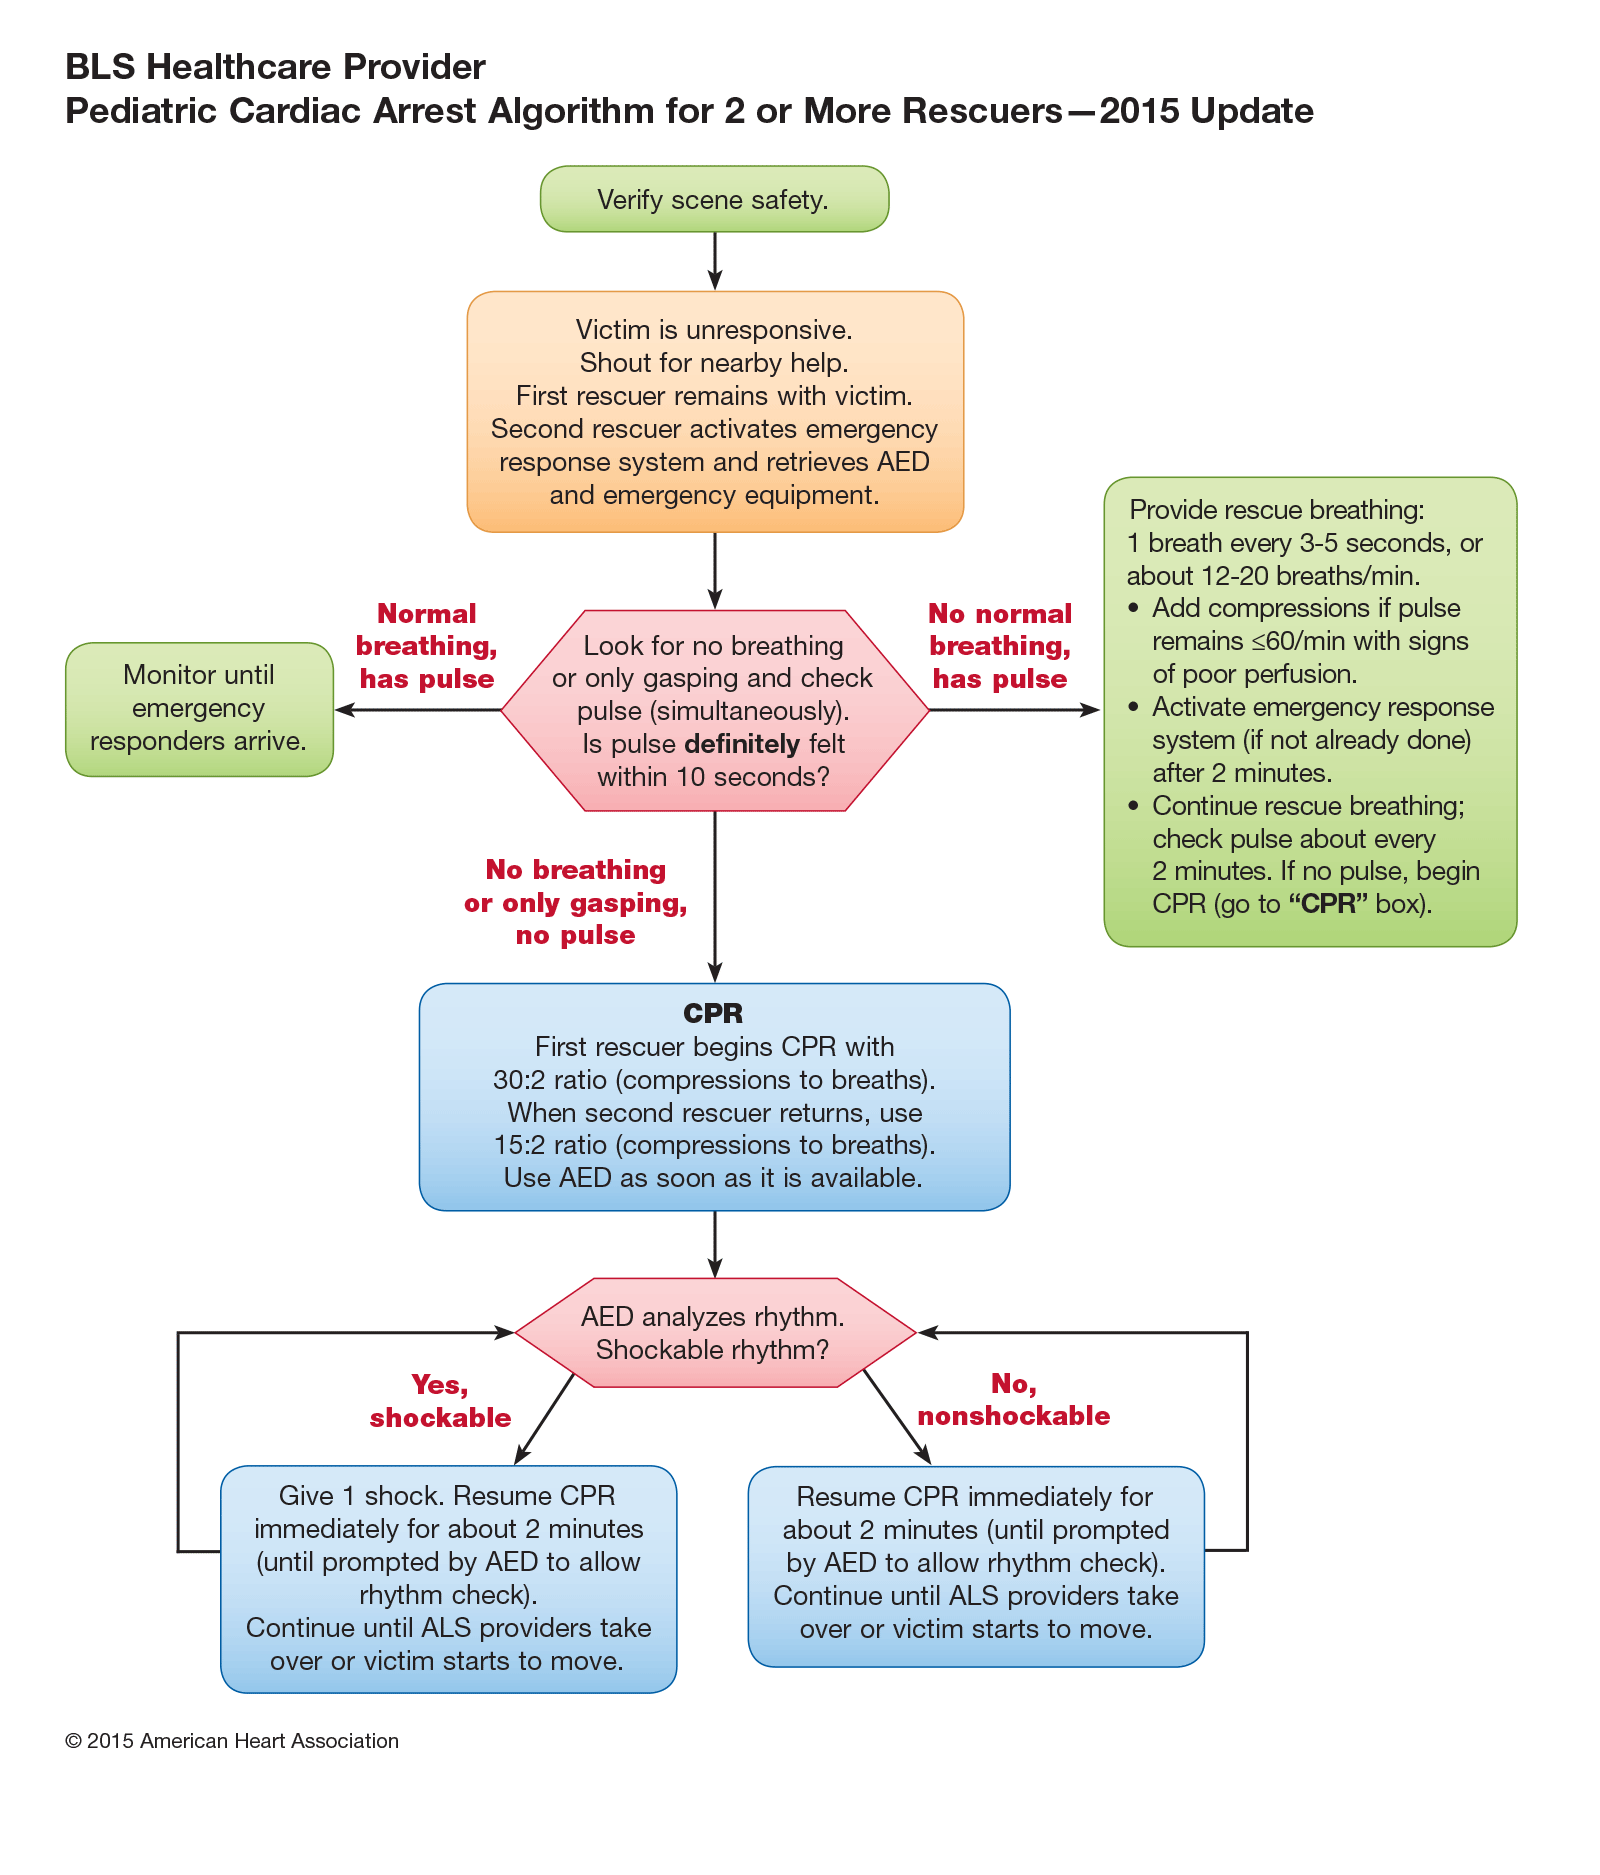 BLS Healthcare Provider
Pediatric Cardiac Arrest Algorithm for 2 or More Rescuers—2015 Update
Verify scene safety.
Victim is unresponsive.
Shout for nearby help.
First rescuer remains with victim.
Second rescuer activates emergency
response system and retrieves AED
and emergency equipment.
Normal
breathing,
has pulse
Monitor until
emergency
responders arrive.
Look for no breathing
or only gasping and check
pulse (simultaneously).
Is pulse definitely felt
within 10 seconds?
No normal
breathing,
has pulse
Provide rescue breathing:
1 breath every 3-5 seconds, or
about 12-20 breaths/min.
• Add compressions if pulse
remains ≤60/min with signs
of poor perfusion.
• Activate emergency response
system (if not already done)
after 2 minutes.
• Continue rescue breathing;
check pulse about every
2 minutes. If no pulse, begin
CPR (go to “CPR” box).
No breathing
or only gasping,
no pulse
CPR
First rescuer begins CPR with
30:2 ratio (compressions to breaths).
When second rescuer returns, use
15:2 ratio (compressions to breaths).
Use AED as soon as it is available.
AED analyzes rhythm.
Shockable rhythm?
Yes,
shockable
No,
nonshockable
Give 1 shock. Resume CPR
immediately for about 2 minutes
(until prompted by AED to allow
rhythm check).
Continue until ALS providers take
over or victim starts to move.
Resume CPR immediately for
about 2 minutes (until prompted
by AED to allow rhythm check).
Continue until ALS providers take
over or victim starts to move.
© 2015 American Heart Association